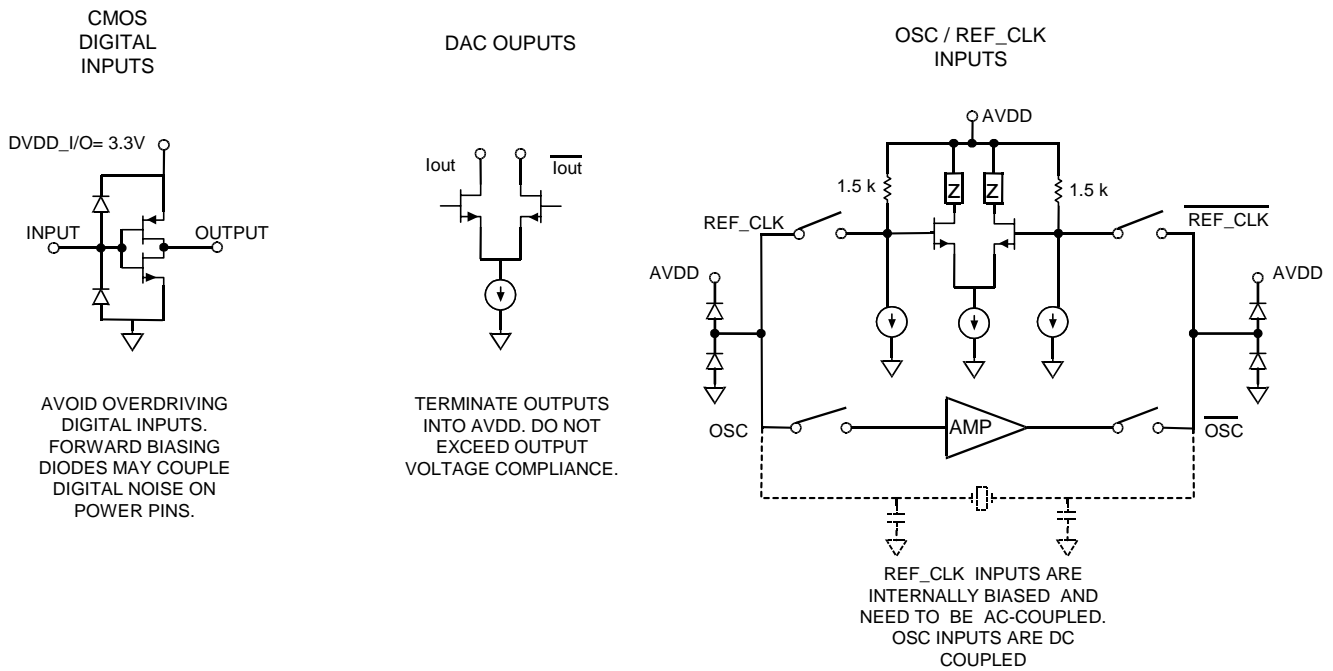 CMOS
DIGITAL
INPUTS
DVDD_I/O= 3.3V
INPUT
OUTPUT
AVOID OVERDRIVING
DIGITAL INPUTS.
FORWARD BIASING
DIODES MAY COUPLE
DIGITAL NOISE ON
POWER PINS.
DAC OUPUTS
Iout
Iout
TERMINATE OUTPUTS
INTO AVDD. DO NOT
EXCEED OUTPUT
VOLTAGE COMPLIANCE.
OSC / REF_CLK
INPUTS
AVDD
1.5 k
Z
Z
1.5 k
REF_CLK
REF_CLK
AVDD
AVDD
OSC
AMP
OSC
REF_CLK INPUTS ARE
INTERNALLY BIASED AND
NEED TO BE AC-COUPLED.
OSC INPUTS ARE DC
COUPLED